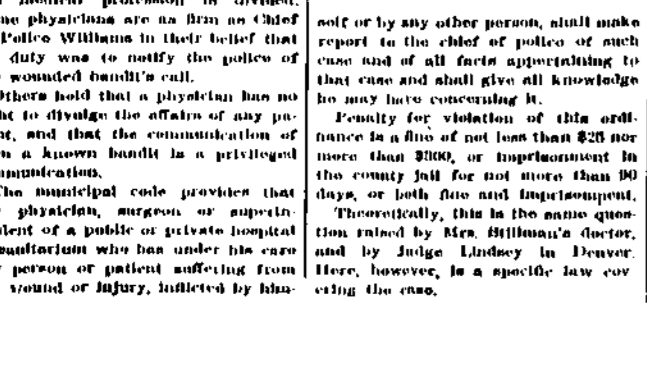 medical profession is divided.
me physicians are as firm as Chief
Police Williams in their belief that
duty was to notify the police of
wounded bandit's call.
Others hold that a physician has no
ht to divulge the affairs of any pa-
nt, and that the communication of
m a known bandit is a privileged
mmunication.
The municipal code provides that
physician, surgeon or superin-
dent of a public or private hospital
sanitarium who has under his care
person or patient suffering from
wound or injury, inflicted by him-
self or by any other person, shall make
report to the chief of police of such
case and of all facts appertaining to
that case and shall give all knowledge
he may have concerning it.
Penalty for violation of this ordi-
nance is a fine of not less than $25 nor
more than $300, or imprisonment in
the county jail for not more than 90
days, or both fine and imprisonment.
Theoretically, this is the same ques-
tion raised by Mrs. Stillman's doctor,
and by Judge Lindsey in Denver.
Here, however, is a specific law cov
ering the case.